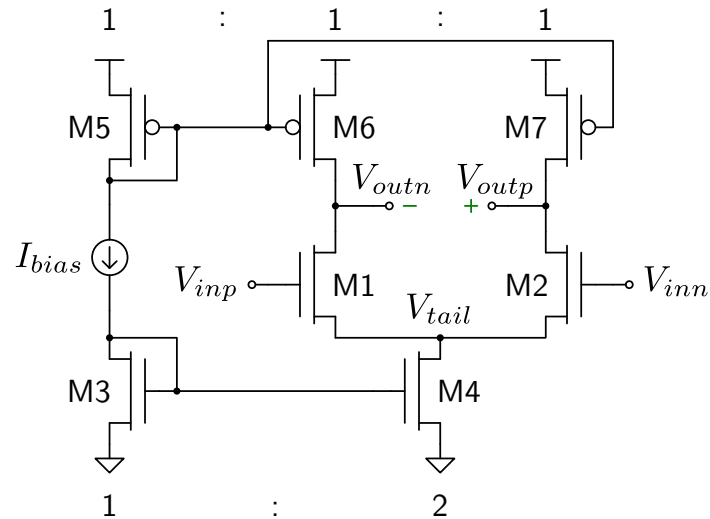 1 : 1 : 1
M5 M6 M7
V_outn V_outp
− +
I_bias V_inp M1 M2 V_inn
V_tail
M3 M4
1 : 2